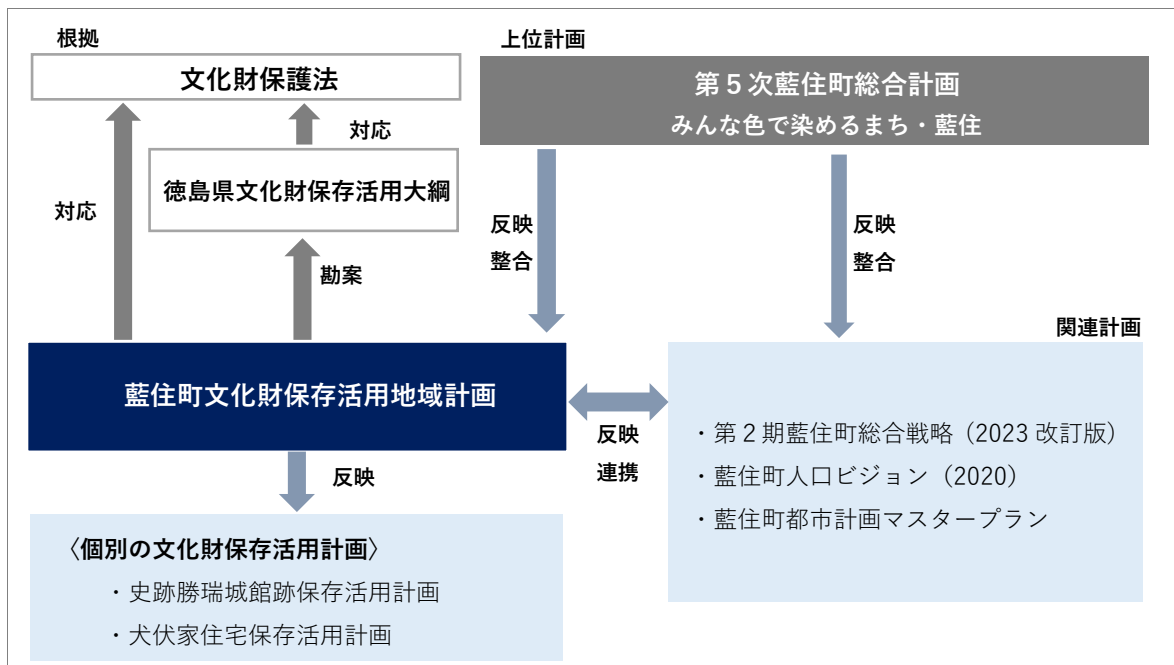 根拠
文化財保護法
対応
徳島県文化財保存活用大綱
対応
勘案
上位計画
第5次藍住町総合計画
みんな色で染めるまち・藍住
反映
整合
反映
整合
藍住町文化財保存活用地域計画
反映
連携
関連計画
・第2期藍住町総合戦略（2023 改訂版）
・藍住町人口ビジョン（2020）
・藍住町都市計画マスタープラン
反映
〈個別の文化財保存活用計画〉
・史跡勝瑞城館跡保存活用計画
・犬伏家住宅保存活用計画